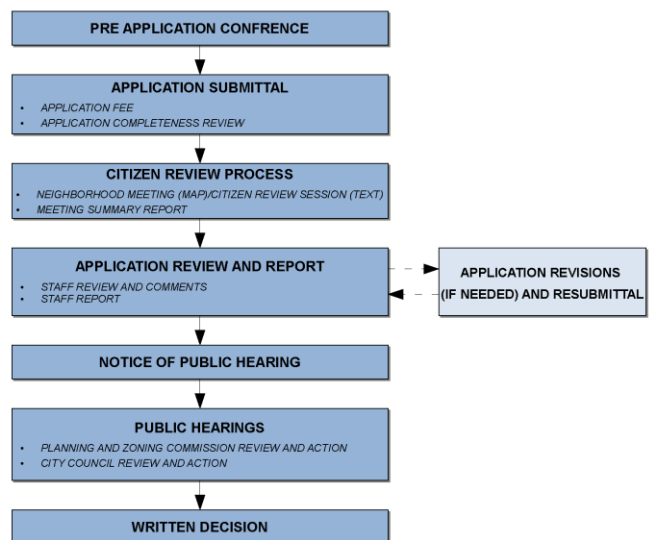 PRE APPLICATION CONFRENCE
APPLICATION SUBMITTAL
• APPLICATION FEE
• APPLICATION COMPLETENESS REVIEW
CITIZEN REVIEW PROCESS
• NEIGHBORHOOD MEETING (MAP)/CITIZEN REVIEW SESSION (TEXT)
• MEETING SUMMARY REPORT
APPLICATION REVIEW AND REPORT
• STAFF REVIEW AND COMMENTS
• STAFF REPORT
APPLICATION REVISIONS
(IF NEEDED) AND RESUBMITTAL
NOTICE OF PUBLIC HEARING
PUBLIC HEARINGS
• PLANNING AND ZONING COMMISSION REVIEW AND ACTION
• CITY COUNCIL REVIEW AND ACTION
WRITTEN DECISION